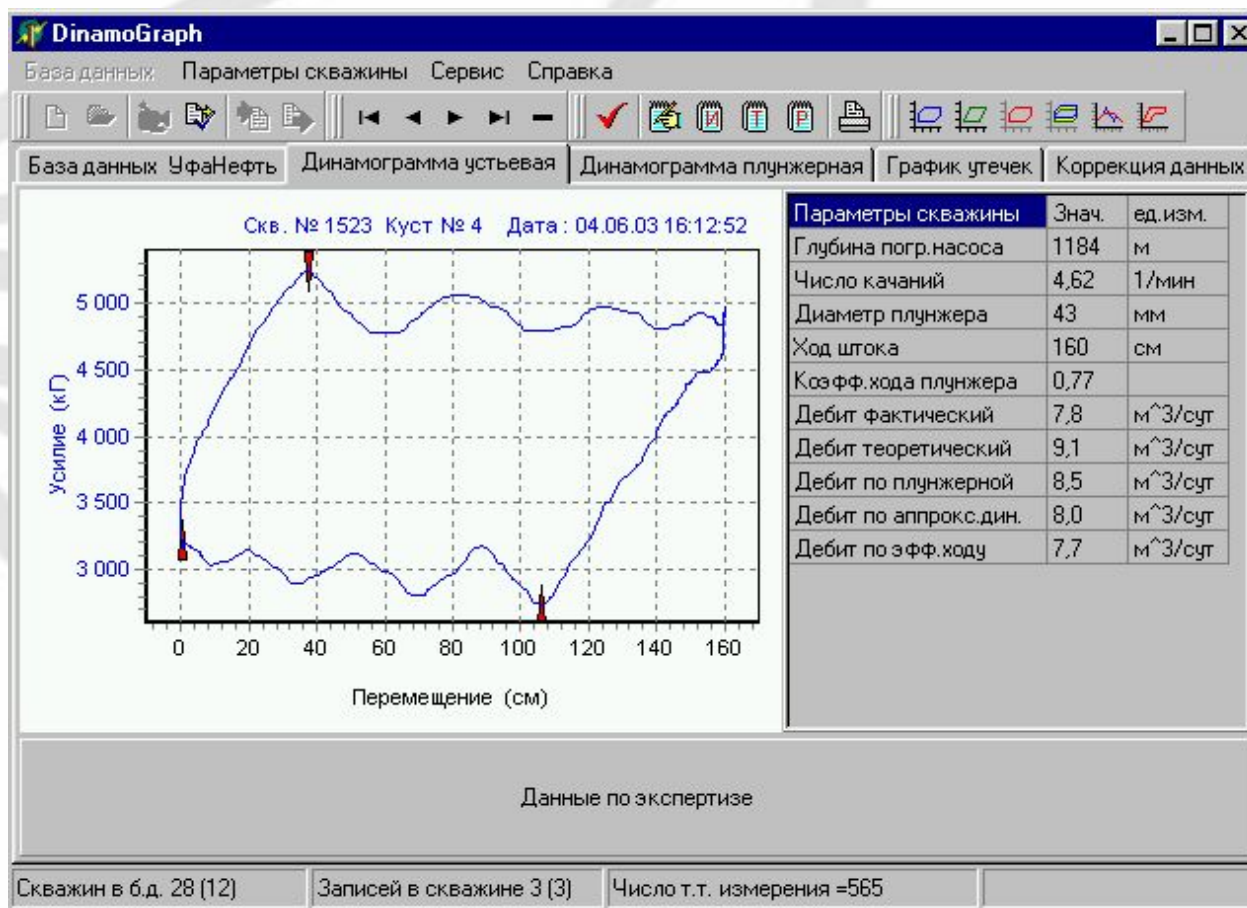 DinamoGraph
База данных Параметры скважины Сервис Справка
База данных УфаНефть Динамограмма устьевая Динамограмма плунжерная График утечек Коррекция данных
Скв. № 1523 Куст № 4 Дата : 04.06.03 16:12:52
Усилие (кГ)
5 000
4 500
4 000
3 500
3 000
0 20 40 60 80 100 120 140 160
Перемещение (см)
Параметры скважины Знач. ед.изм.
Глубина погр.насоса 1184 м
Число качаний 4,62 1/мин
Диаметр плунжера 43 мм
Ход штока 160 см
Коэфф.хода плунжера 0,77
Дебит фактический 7,8 м^3/сут
Дебит теоретический 9,1 м^3/сут
Дебит по плунжерной 8,5 м^3/сут
Дебит по аппрокс.дин. 8,0 м^3/сут
Дебит по эфф.ходу 7,7 м^3/сут
Данные по экспертизе
Скважин в б.д. 28 (12) Записей в скважине 3 (3) Число т.т. измерения =565